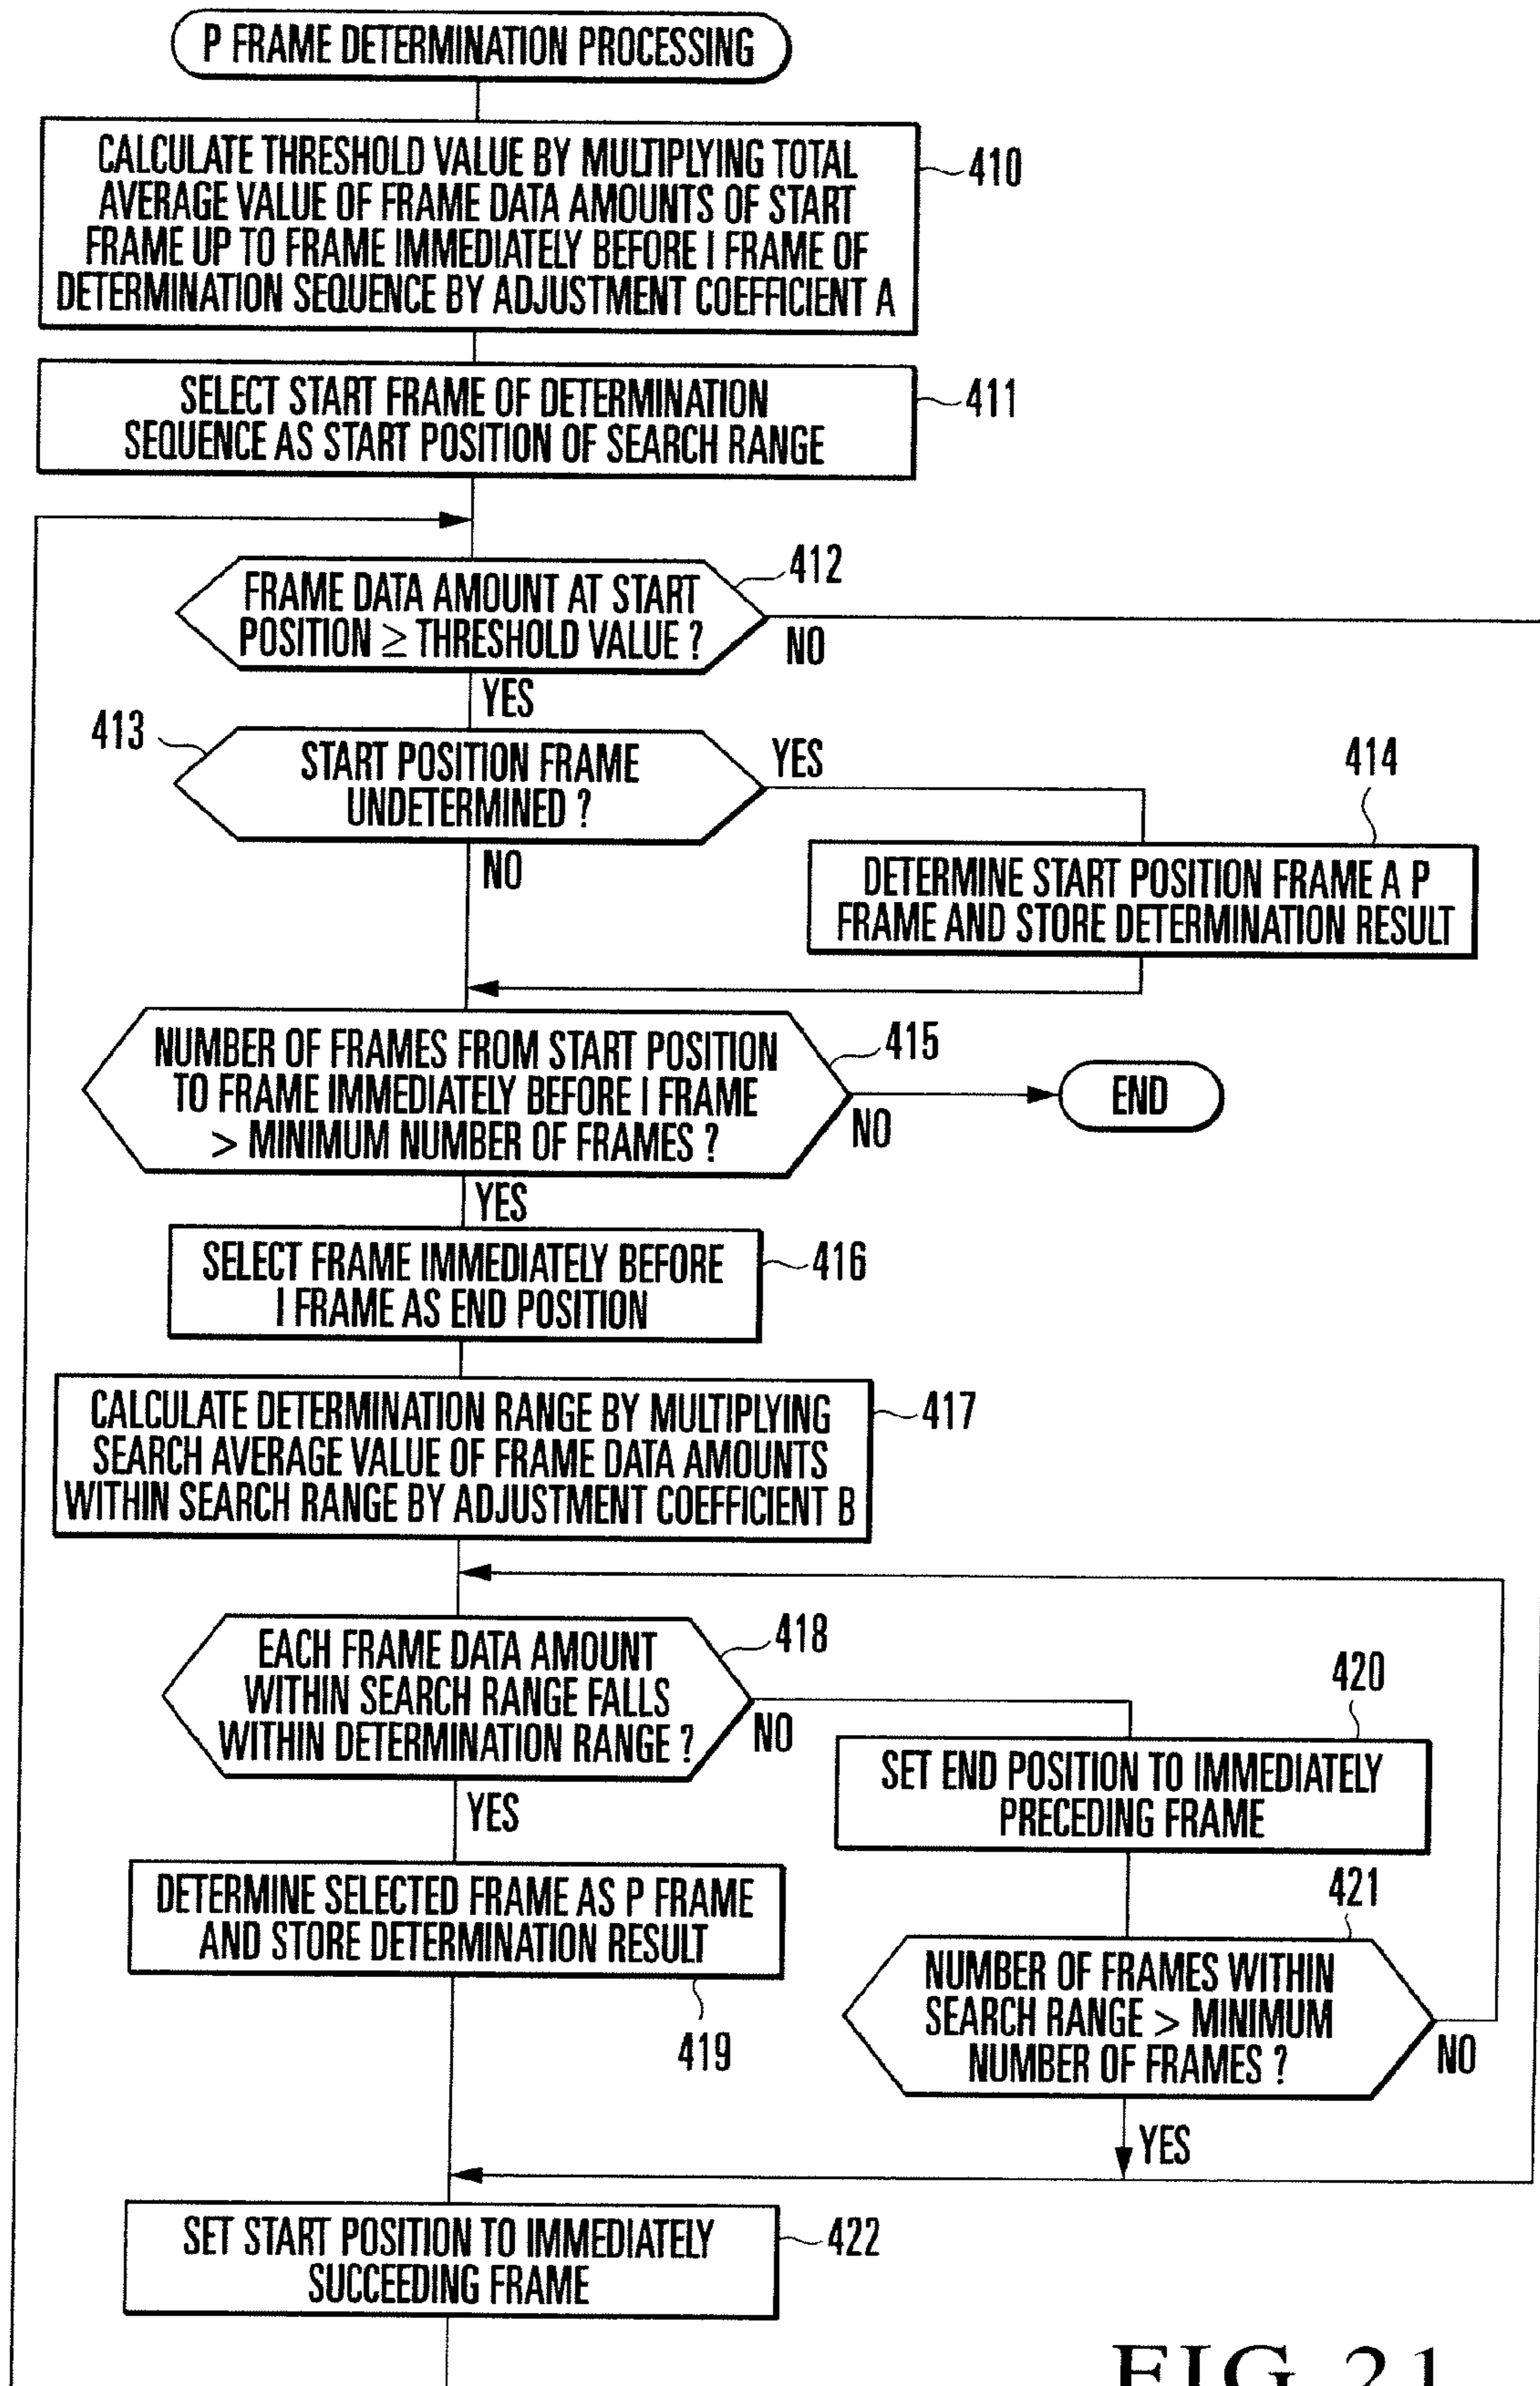 P FRAME DETERMINATION PROCESSING
CALCULATE THRESHOLD VALUE BY MULTIPLYING TOTAL
AVERAGE VALUE OF FRAME DATA AMOUNTS OF START
FRAME UP TO FRAME IMMEDIATELY BEFORE I FRAME OF
DETERMINATION SEQUENCE BY ADJUSTMENT COEFFICIENT A
410
SELECT START FRAME OF DETERMINATION
SEQUENCE AS START POSITION OF SEARCH RANGE
411
FRAME DATA AMOUNT AT START
POSITION ≥ THRESHOLD VALUE ?
412
NO
YES
413
START POSITION FRAME
UNDETERMINED ?
YES
NO
414
DETERMINE START POSITION FRAME A P
FRAME AND STORE DETERMINATION RESULT
NUMBER OF FRAMES FROM START POSITION
TO FRAME IMMEDIATELY BEFORE I FRAME
> MINIMUM NUMBER OF FRAMES ?
415
NO
END
YES
SELECT FRAME IMMEDIATELY BEFORE
I FRAME AS END POSITION
416
CALCULATE DETERMINATION RANGE BY MULTIPLYING
SEARCH AVERAGE VALUE OF FRAME DATA AMOUNTS
WITHIN SEARCH RANGE BY ADJUSTMENT COEFFICIENT B
417
EACH FRAME DATA AMOUNT
WITHIN SEARCH RANGE FALLS
WITHIN DETERMINATION RANGE ?
418
NO
YES
420
SET END POSITION TO IMMEDIATELY
PRECEDING FRAME
DETERMINE SELECTED FRAME AS P FRAME
AND STORE DETERMINATION RESULT
419
421
NUMBER OF FRAMES WITHIN
SEARCH RANGE > MINIMUM
NUMBER OF FRAMES ?
NO
YES
SET START POSITION TO IMMEDIATELY
SUCCEEDING FRAME
422
FIG. 21